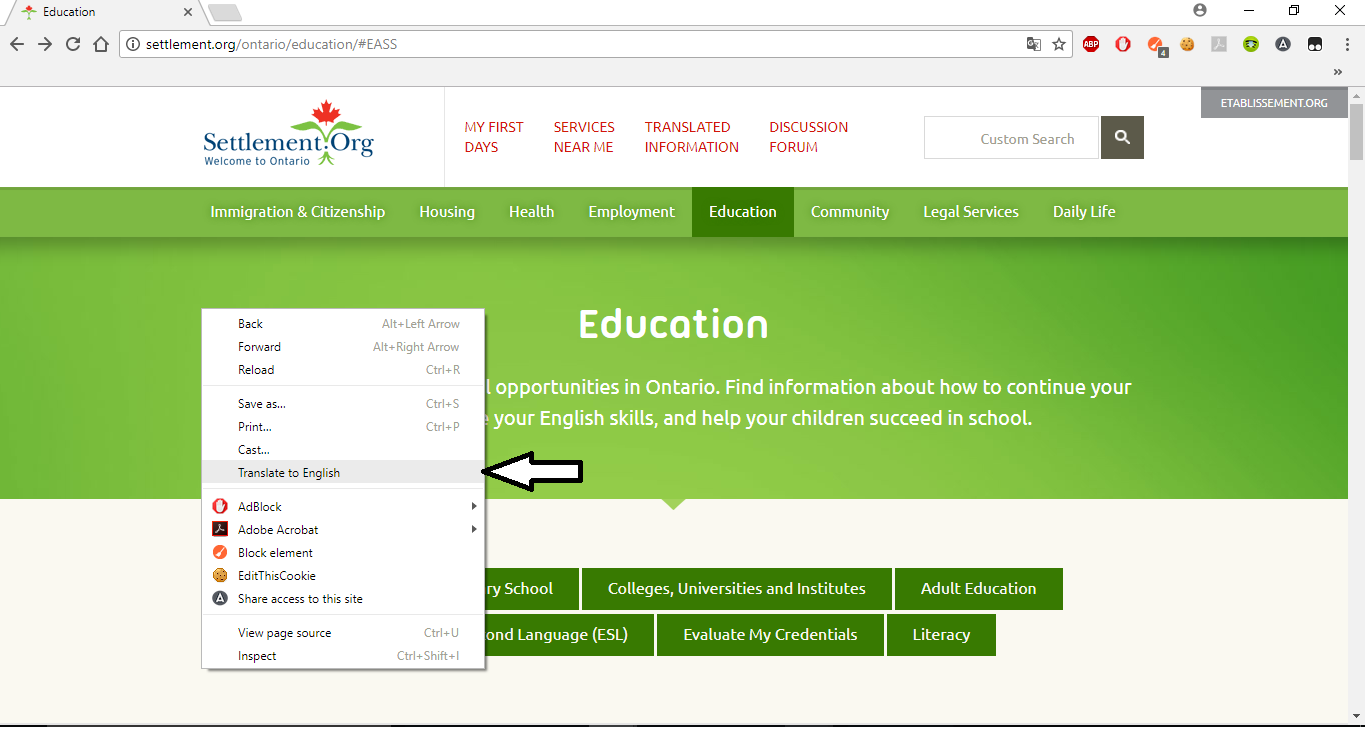 Education
settlement.org/ontario/education/#EASS
ABP
4
»
ETABLISSEMENT.ORG
Settlement.Org
Welcome to Ontario
MY FIRST DAYS
SERVICES NEAR ME
TRANSLATED INFORMATION
DISCUSSION FORUM
Custom Search
Immigration & Citizenship Housing Health Employment Education Community Legal Services Daily Life
Education
opportunities in Ontario. Find information about how to continue your
your English skills, and help your children succeed in school.
Back Alt+Left Arrow
Forward Alt+Right Arrow
Reload Ctrl+R
Save as... Ctrl+S
Print... Ctrl+P
Cast...
Translate to English
AdBlock
Adobe Acrobat
Block element
EditThisCookie
Share access to this site
View page source Ctrl+U
Inspect Ctrl+Shift+I
ry School Colleges, Universities and Institutes Adult Education
ond Language (ESL) Evaluate My Credentials Literacy